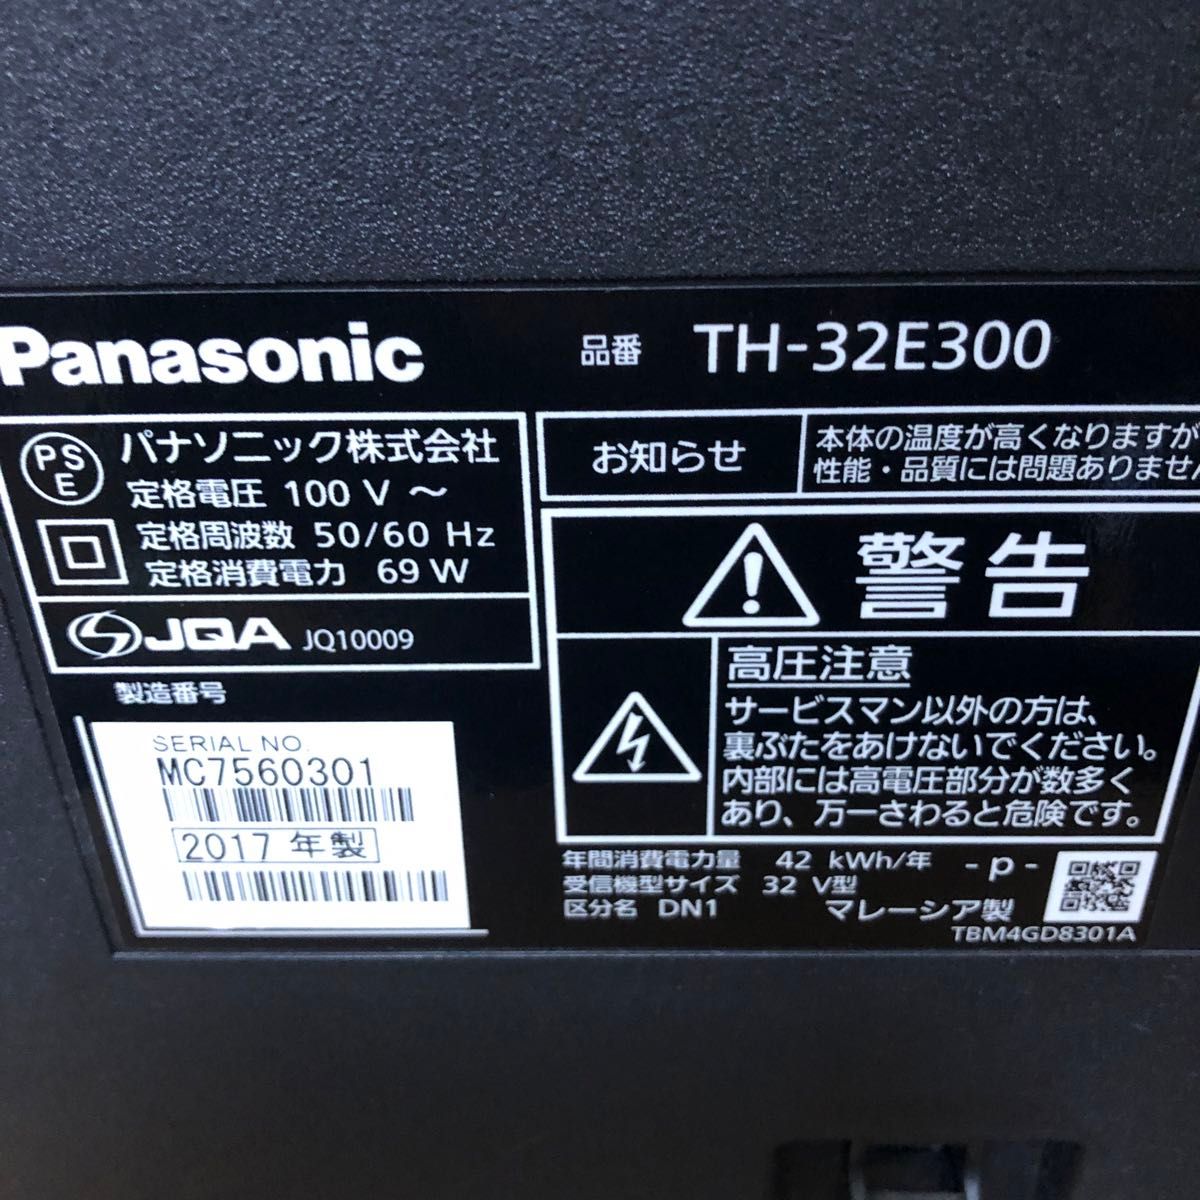 Panasonic
品番 TH-32E300
PSE
パナソニック株式会社
定格電圧 100 V ～
定格周波数 50/60 Hz
定格消費電力 69 W
JQA JQ10009
製造番号
SERIAL NO.
MC7560301
2017 年製
お知らせ
本体の温度が高くなりますが
性能・品質には問題ありません
警告
高圧注意
サービスマン以外の方は、
裏ぶたをあけないでください。
内部には高電圧部分が数多く
あり、万一さわると危険です。
年間消費電力量 42 kWh/年
受信機型サイズ 32 V型
区分名 DN1
- p -
マレーシア製
TBM4GD8301A